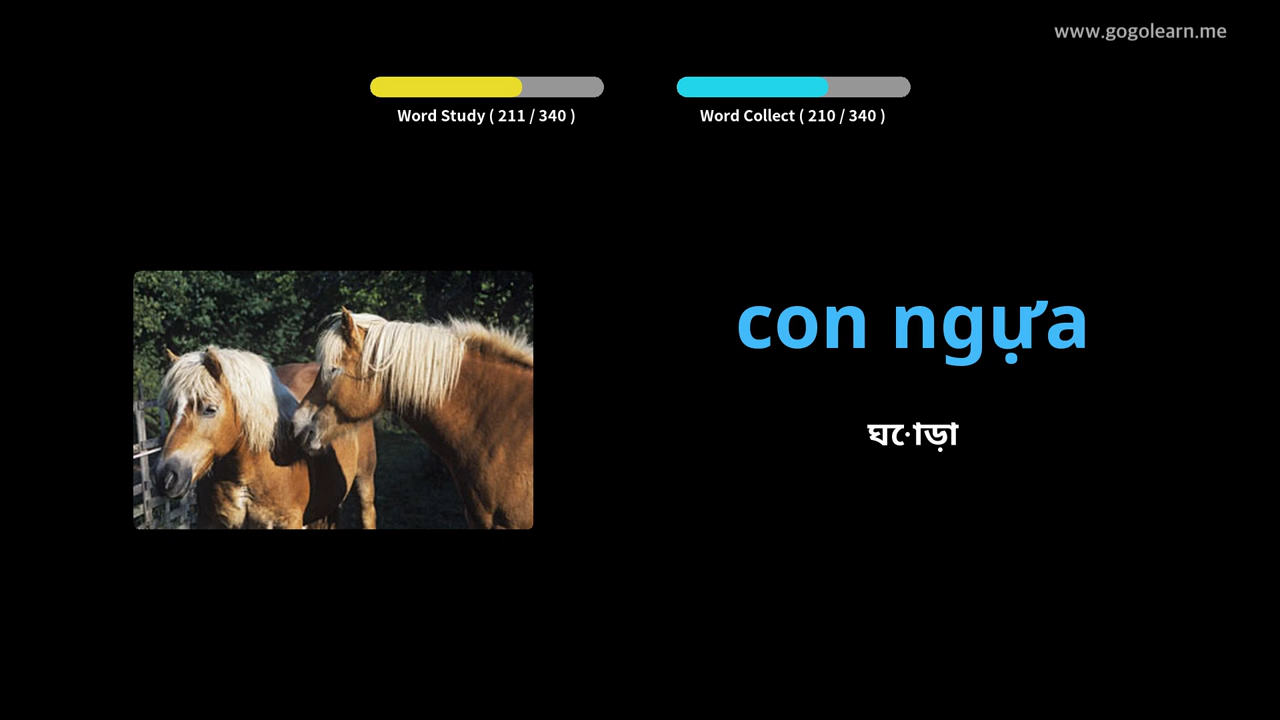 www.gogolearn.me
Word Study ( 211 / 340 )
Word Collect ( 210 / 340 )
con ngựa
ঘোড়া